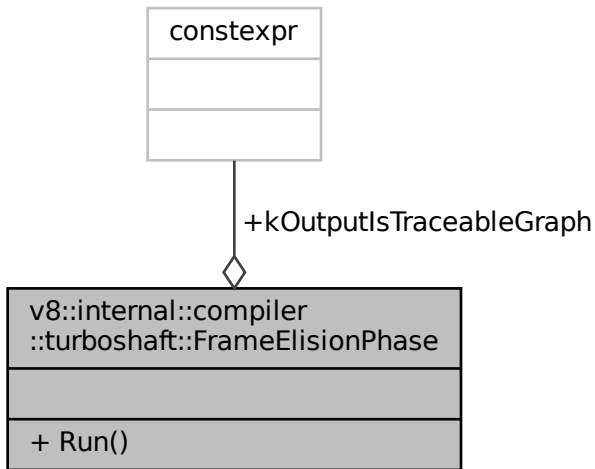 constexpr
+kOutputIsTraceableGraph
v8::internal::compiler
::turboshaft::FrameElisionPhase
+ Run()